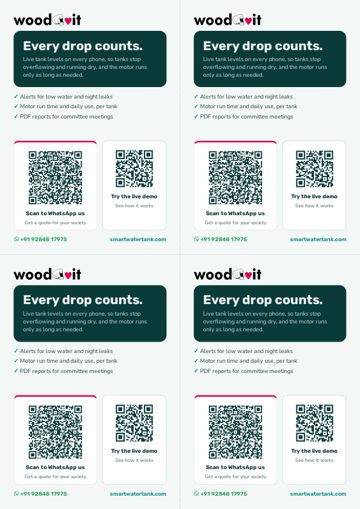 wood it
Every drop counts.
Live tank levels on every phone, so tanks stop
overflowing and running dry, and the motor runs
only as long as needed.
✓ Alerts for low water and night leaks
✓ Motor run time and daily use, per tank
✓ PDF reports for committee meetings
Scan to WhatsApp us
Get a quote for your society
Try the live demo
See how it works
+91 92848 17975
smartwatertank.com
wood it
Every drop counts.
Live tank levels on every phone, so tanks stop
overflowing and running dry, and the motor runs
only as long as needed.
✓ Alerts for low water and night leaks
✓ Motor run time and daily use, per tank
✓ PDF reports for committee meetings
Scan to WhatsApp us
Get a quote for your society
Try the live demo
See how it works
+91 92848 17975
smartwatertank.com
wood it
Every drop counts.
Live tank levels on every phone, so tanks stop
overflowing and running dry, and the motor runs
only as long as needed.
✓ Alerts for low water and night leaks
✓ Motor run time and daily use, per tank
✓ PDF reports for committee meetings
Scan to WhatsApp us
Get a quote for your society
Try the live demo
See how it works
+91 92848 17975
smartwatertank.com
wood it
Every drop counts.
Live tank levels on every phone, so tanks stop
overflowing and running dry, and the motor runs
only as long as needed.
✓ Alerts for low water and night leaks
✓ Motor run time and daily use, per tank
✓ PDF reports for committee meetings
Scan to WhatsApp us
Get a quote for your society
Try the live demo
See how it works
+91 92848 17975
smartwatertank.com